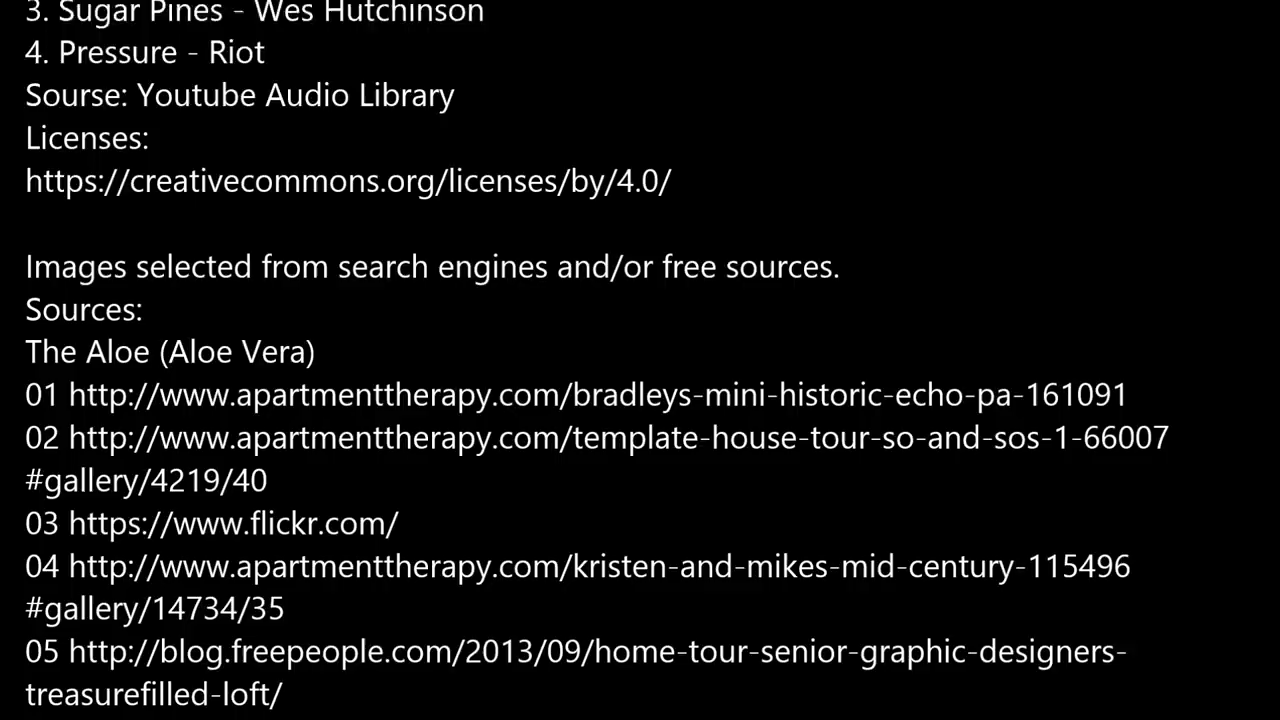 3. Sugar Pines - Wes Hutchinson
4. Pressure - Riot
Sourse: Youtube Audio Library
Licenses:
https://creativecommons.org/licenses/by/4.0/
Images selected from search engines and/or free sources.
Sources:
The Aloe (Aloe Vera)
01 http://www.apartmenttherapy.com/bradleys-mini-historic-echo-pa-161091
02 http://www.apartmenttherapy.com/template-house-tour-so-and-sos-1-66007
#gallery/4219/40
03 https://www.flickr.com/
04 http://www.apartmenttherapy.com/kristen-and-mikes-mid-century-115496
#gallery/14734/35
05 http://blog.freepeople.com/2013/09/home-tour-senior-graphic-designers-
treasurefilled-loft/